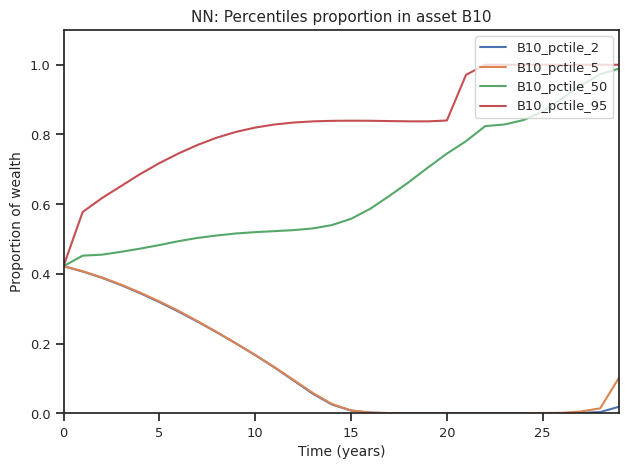 NN: Percentiles proportion in asset B10
B10_pctile_2
B10_pctile_5
B10_pctile_50
B10_pctile_95
Proportion of wealth
1.0
0.8
0.6
0.4
0.2
0.0
0 5 10 15 20 25
Time (years)